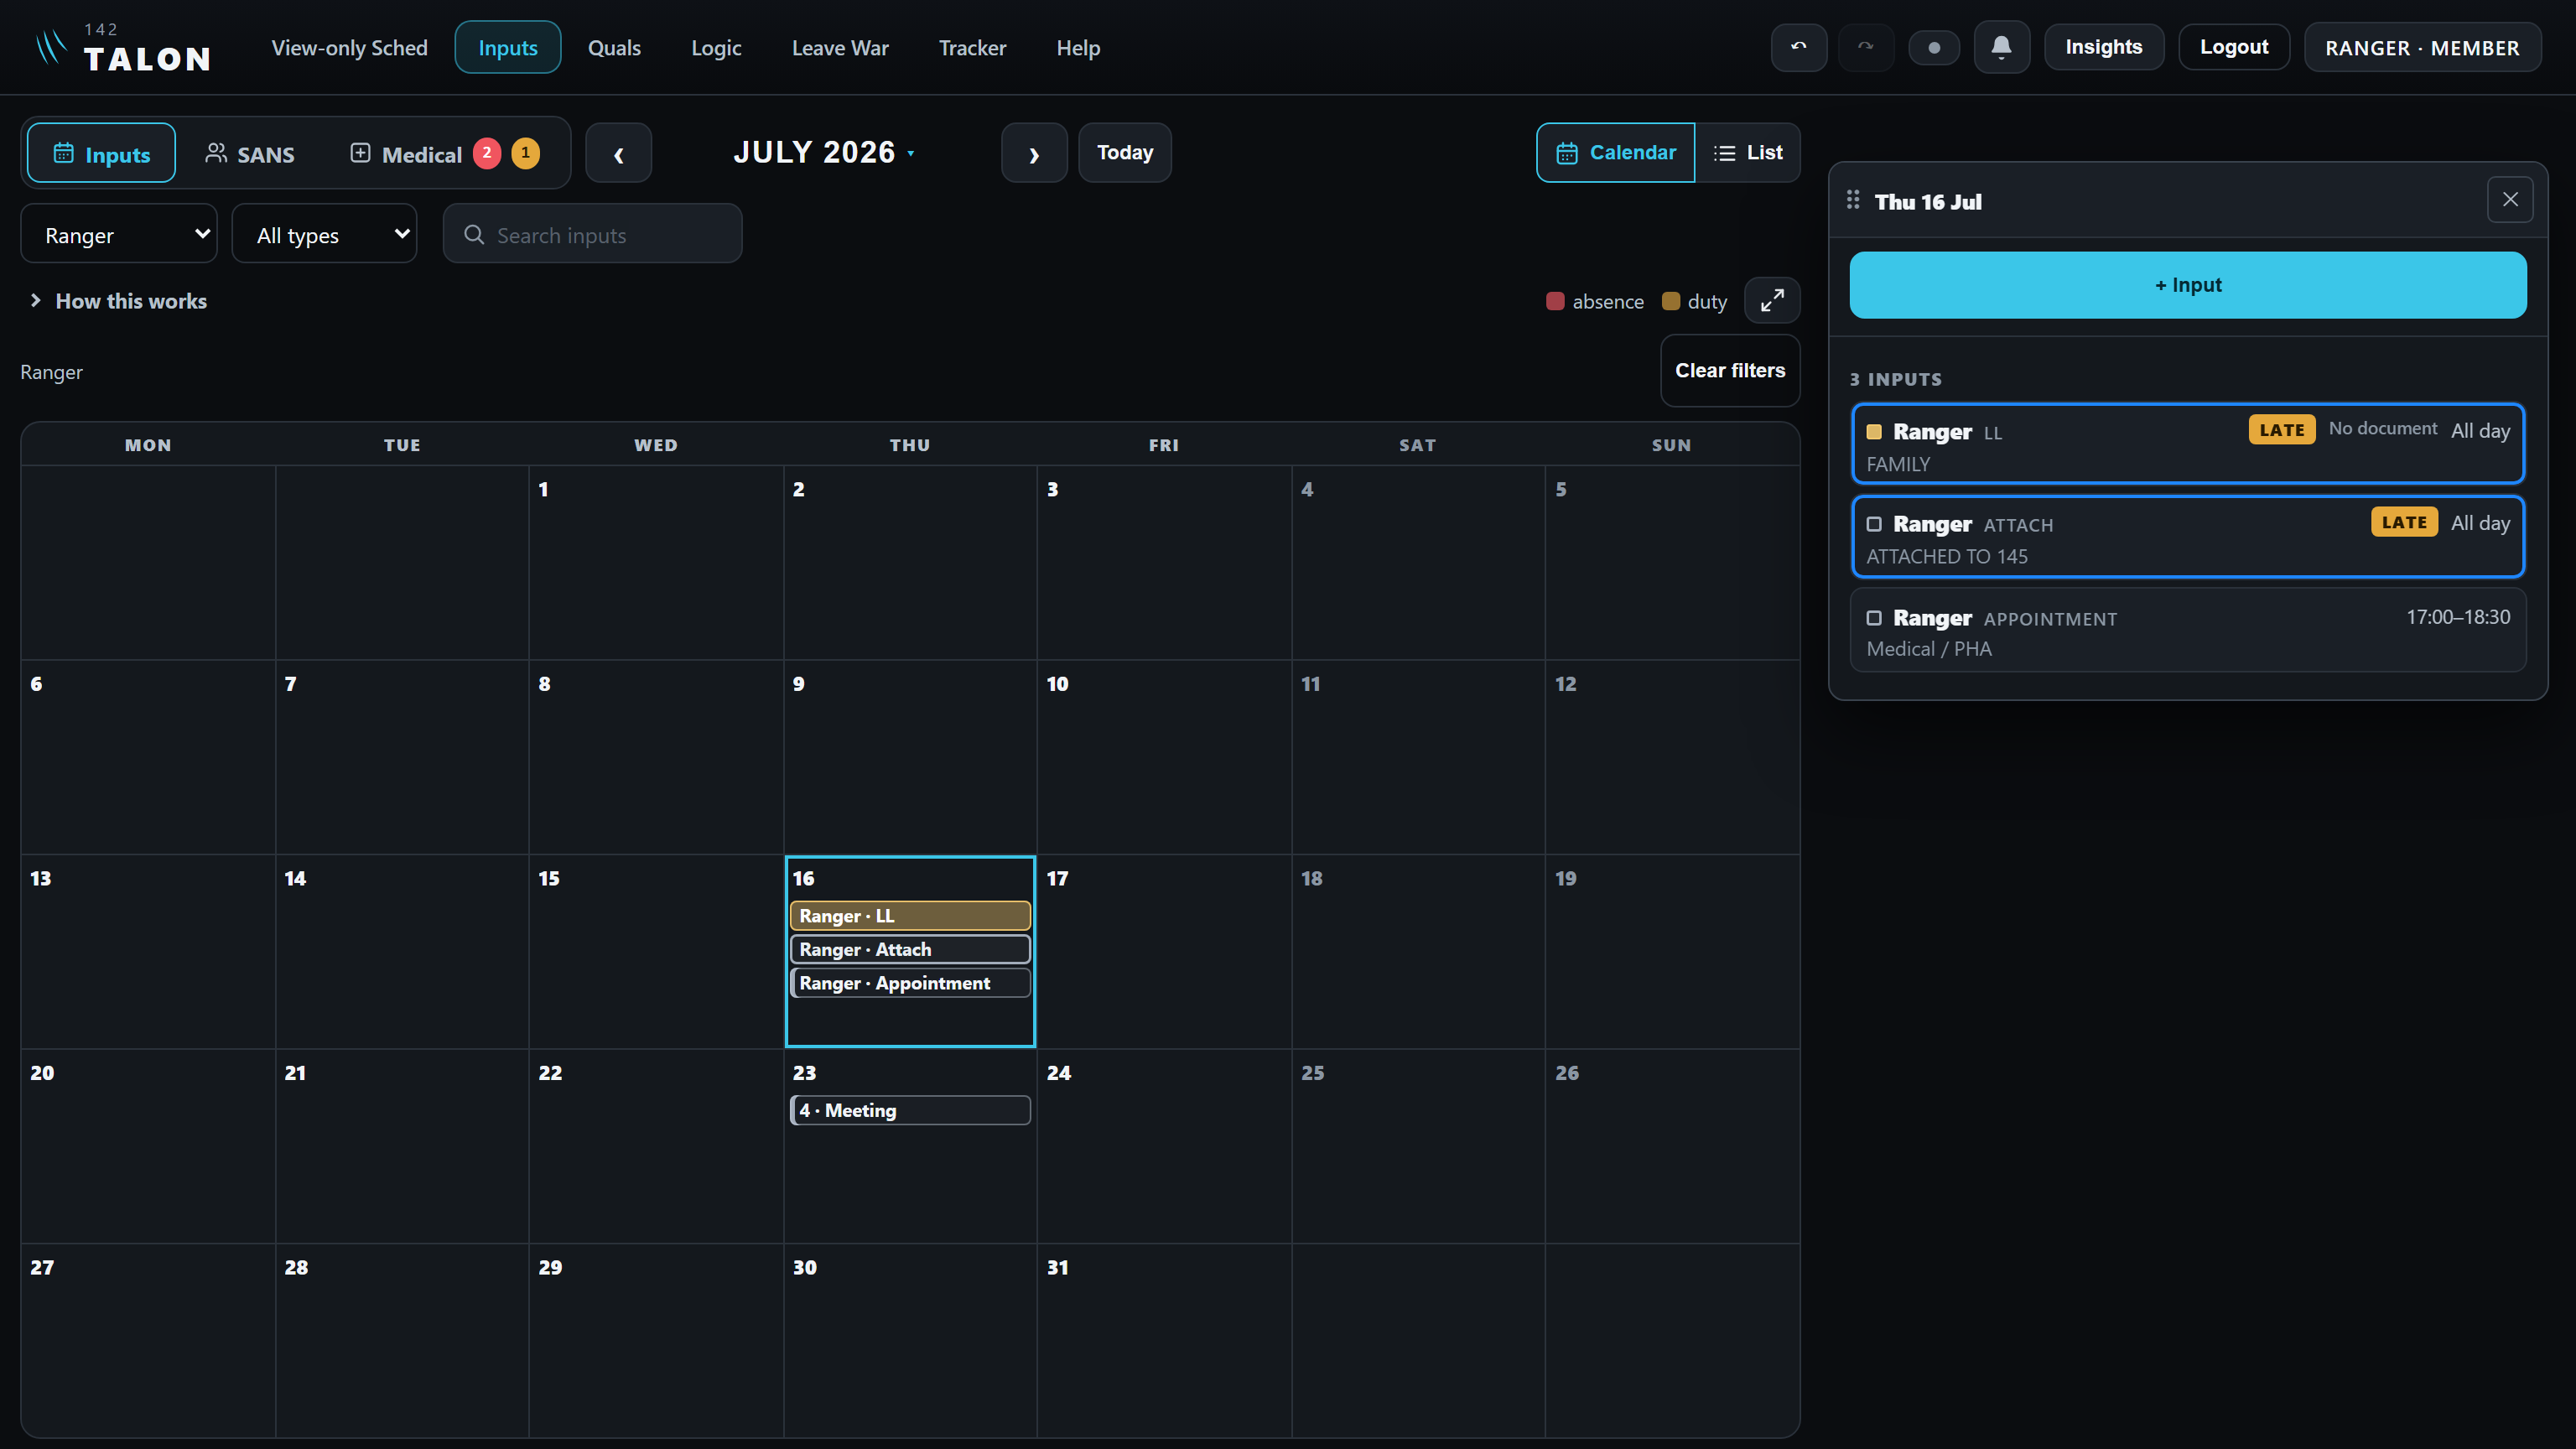 142
TALON
View-only Sched
Inputs
Quals
Logic
Leave War
Tracker
Help
Insights
Logout
RANGER · MEMBER
Inputs
SANS
Medical 2 1
JULY 2026
Today
Calendar
List
Ranger
All types
Search inputs
How this works
absence
duty
Ranger
Clear filters
MON TUE WED THU FRI SAT SUN
1 2 3 4 5
6 7 8 9 10 11 12
13 14 15 16 17 18 19
Ranger · LL
Ranger · Attach
Ranger · Appointment
20 21 22 23 24 25 26
4 · Meeting
27 28 29 30 31
Thu 16 Jul
+ Input
3 INPUTS
Ranger LL LATE No document All day
FAMILY
Ranger ATTACH LATE All day
ATTACHED TO 145
Ranger APPOINTMENT 17:00–18:30
Medical / PHA